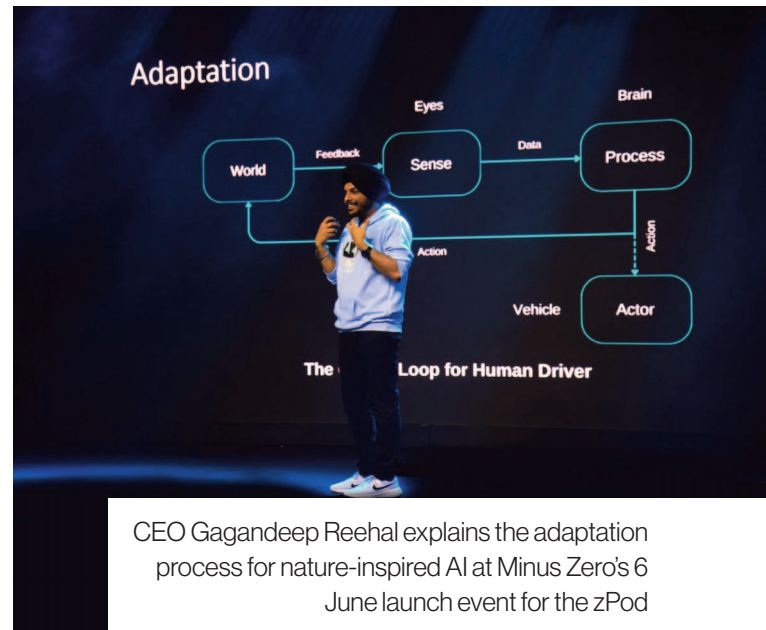 Adaptation
Eyes
Brain
World
Feedback
Sense
Data
Process
Action
Action
Vehicle
Actor
The
Loop for Human Driver
CEO Gagandeep Reehal explains the adaptation
process for nature-inspired AI at Minus Zero’s 6
June launch event for the zPod